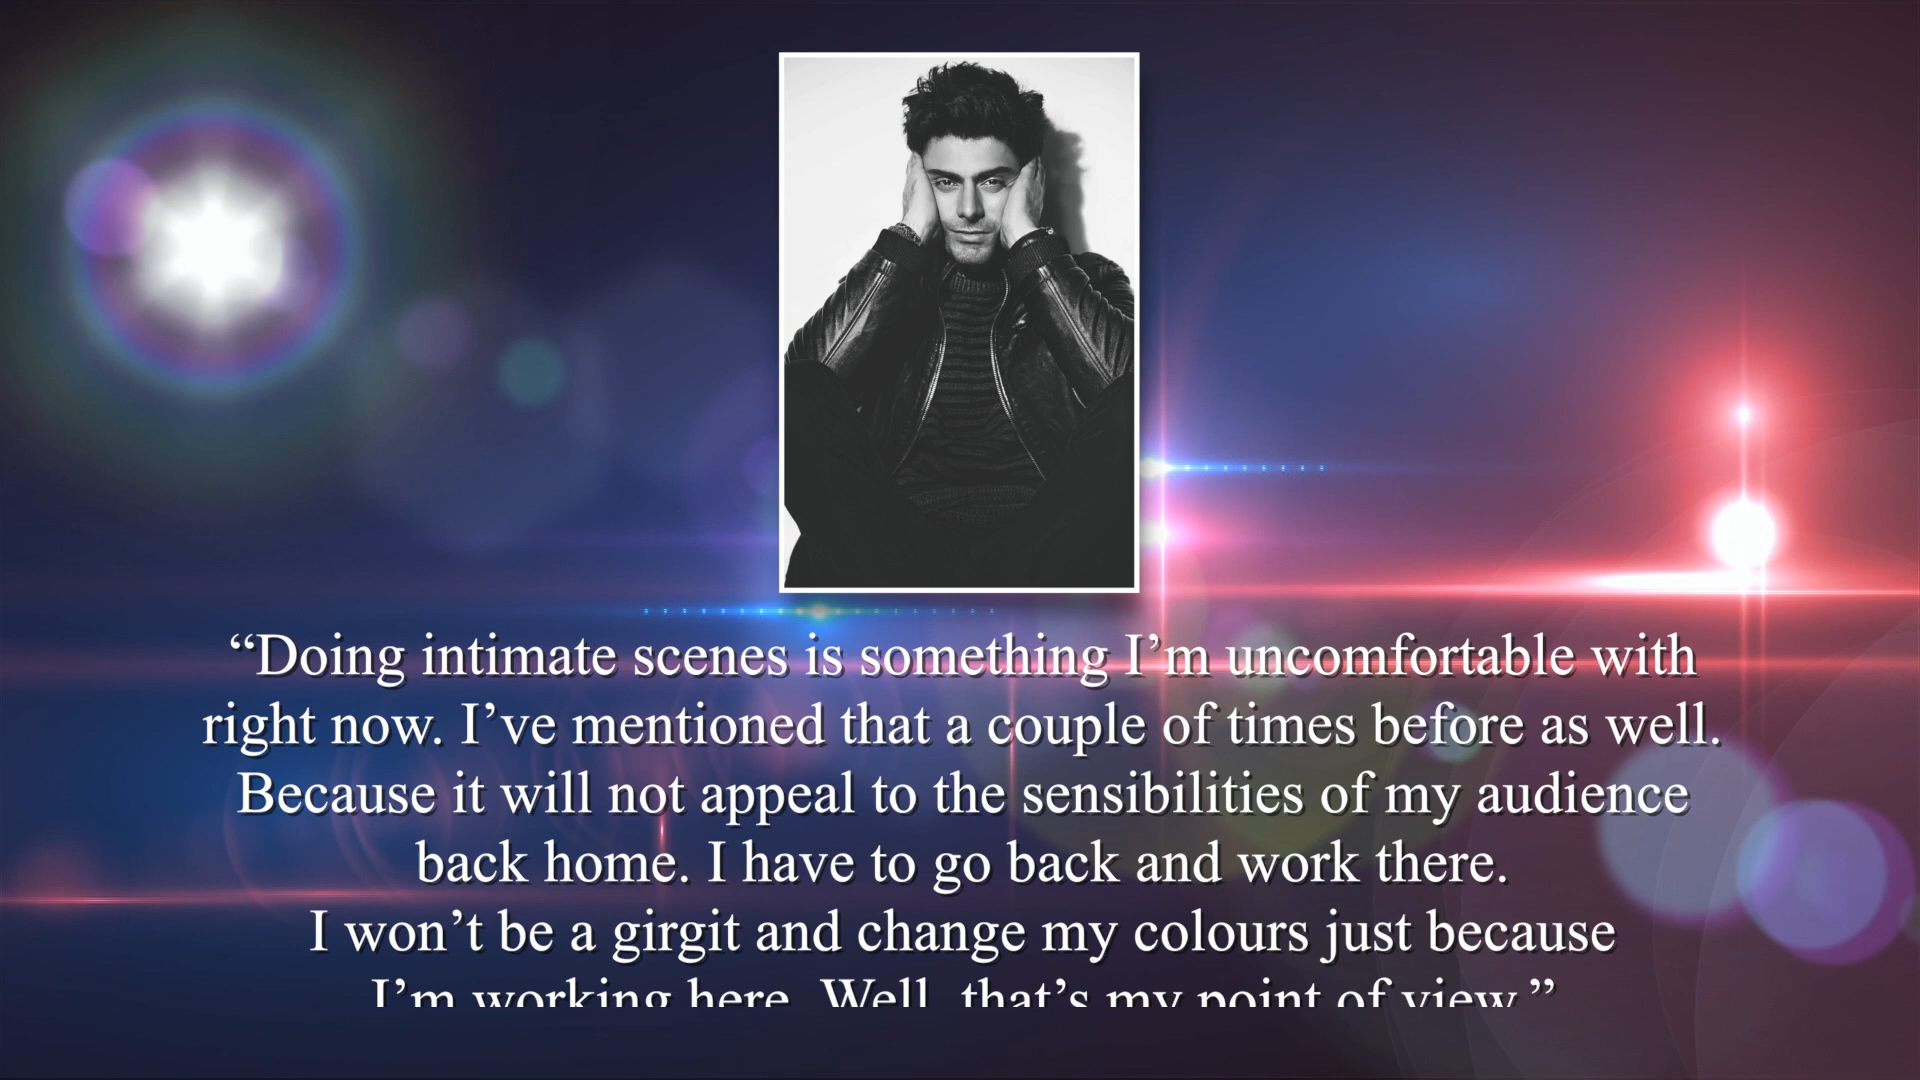 “Doing intimate scenes is something I’m uncomfortable with
right now. I’ve mentioned that a couple of times before as well.
Because it will not appeal to the sensibilities of my audience
back home. I have to go back and work there.
I won’t be a girgit and change my colours just because
I’m working here. Well, that’s my point of view.”